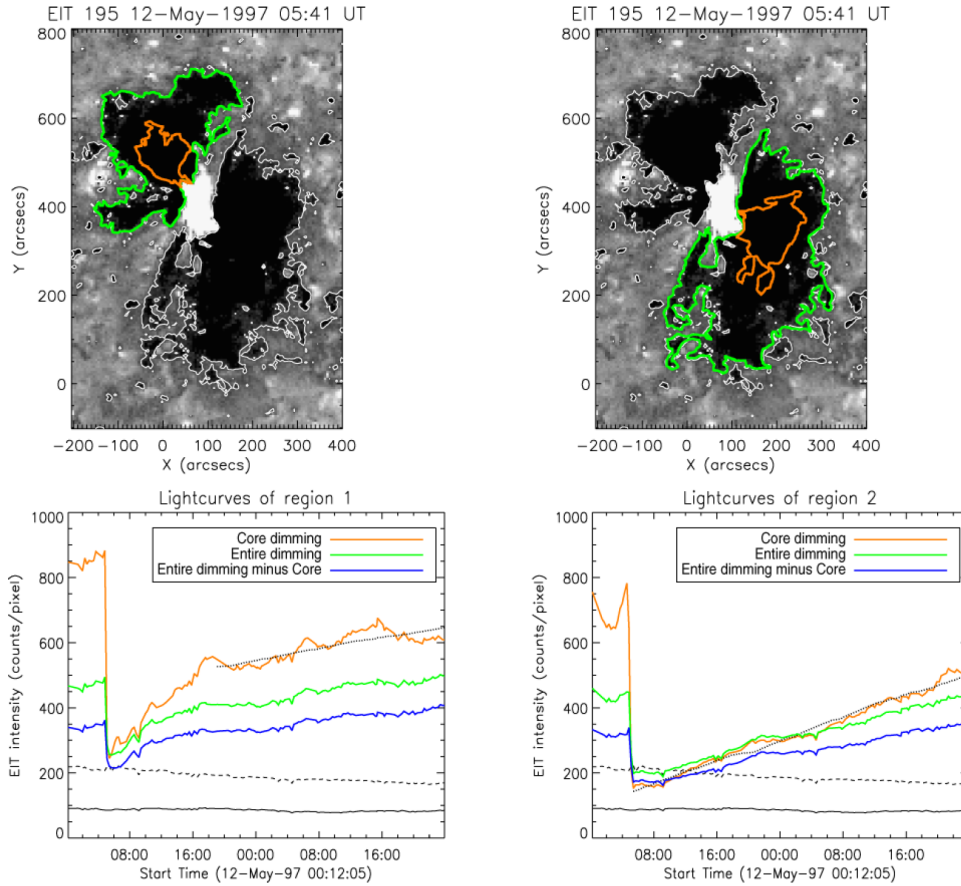 EIT 195 12-May-1997 05:41 UT
800
600
400
200
0
Y (arcsecs)
-200 -100 0 100 200 300 400
X (arcsecs)
EIT 195 12-May-1997 05:41 UT
800
600
400
200
0
Y (arcsecs)
-200 -100 0 100 200 300 400
X (arcsecs)
Lightcurves of region 1
1000
800
600
400
200
0
EIT intensity (counts/pixel)
Core dimming
Entire dimming
Entire dimming minus Core
08:00 16:00 00:00 08:00 16:00
Start Time (12-May-97 00:12:05)
Lightcurves of region 2
1000
800
600
400
200
0
EIT intensity (counts/pixel)
Core dimming
Entire dimming
Entire dimming minus Core
08:00 16:00 00:00 08:00 16:00
Start Time (12-May-97 00:12:05)